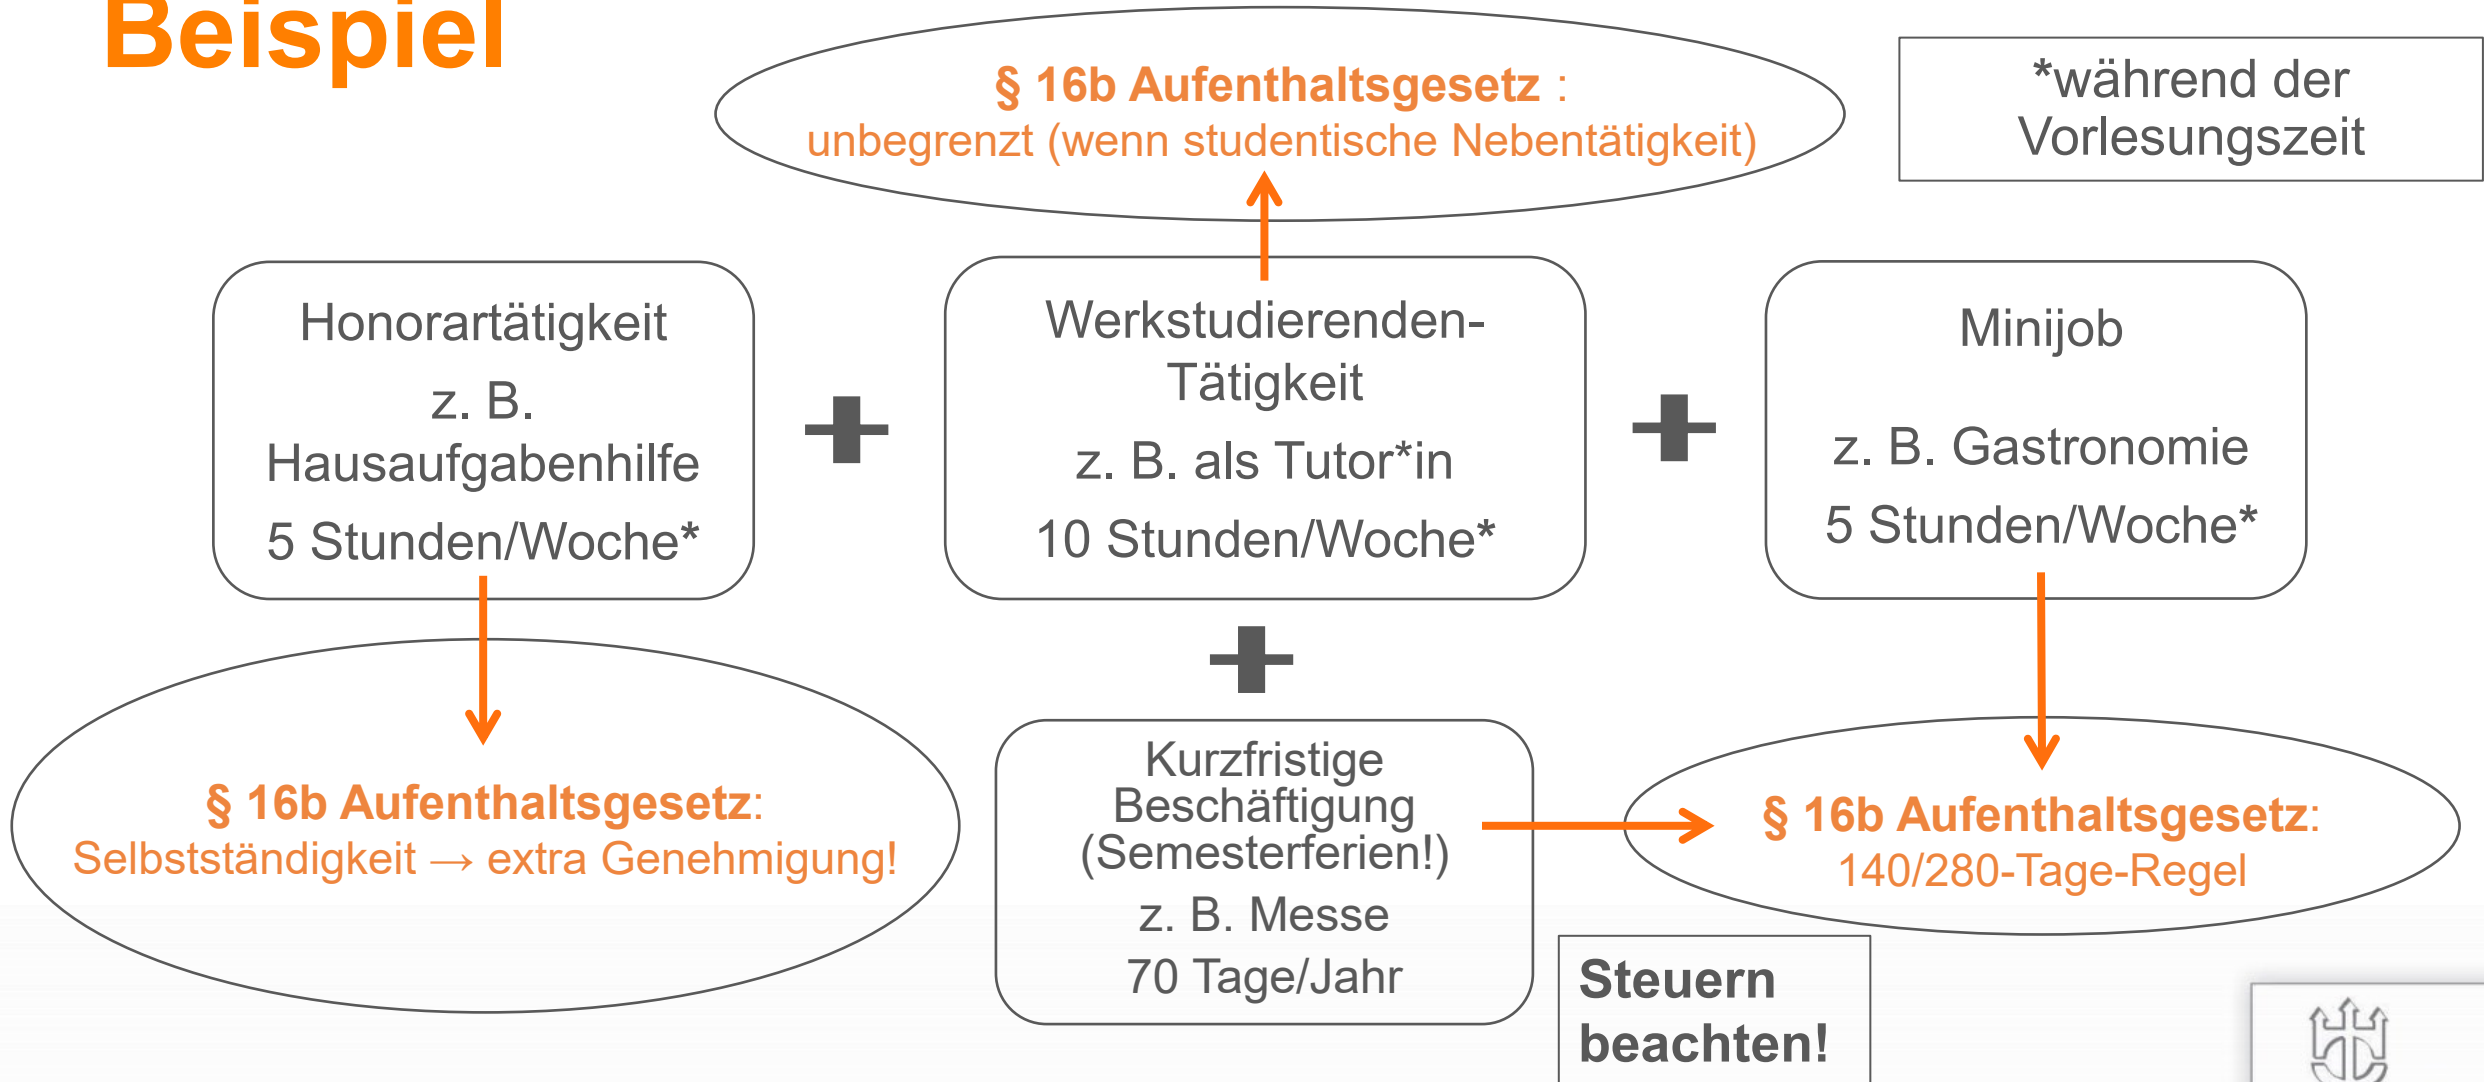 Beispiel
§ 16b Aufenthaltsgesetz :
unbegrenzt (wenn studentische Nebentätigkeit)
*während der
Vorlesungszeit
Honorartätigkeit
z. B.
Hausaufgabenhilfe
5 Stunden/Woche*
Werkstudierenden-
Tätigkeit
z. B. als Tutor*in
10 Stunden/Woche*
Minijob
z. B. Gastronomie
5 Stunden/Woche*
§ 16b Aufenthaltsgesetz:
Selbstständigkeit → extra Genehmigung!
Kurzfristige
Beschäftigung
(Semesterferien!)
z. B. Messe
70 Tage/Jahr
§ 16b Aufenthaltsgesetz:
140/280-Tage-Regel
Steuern
beachten!